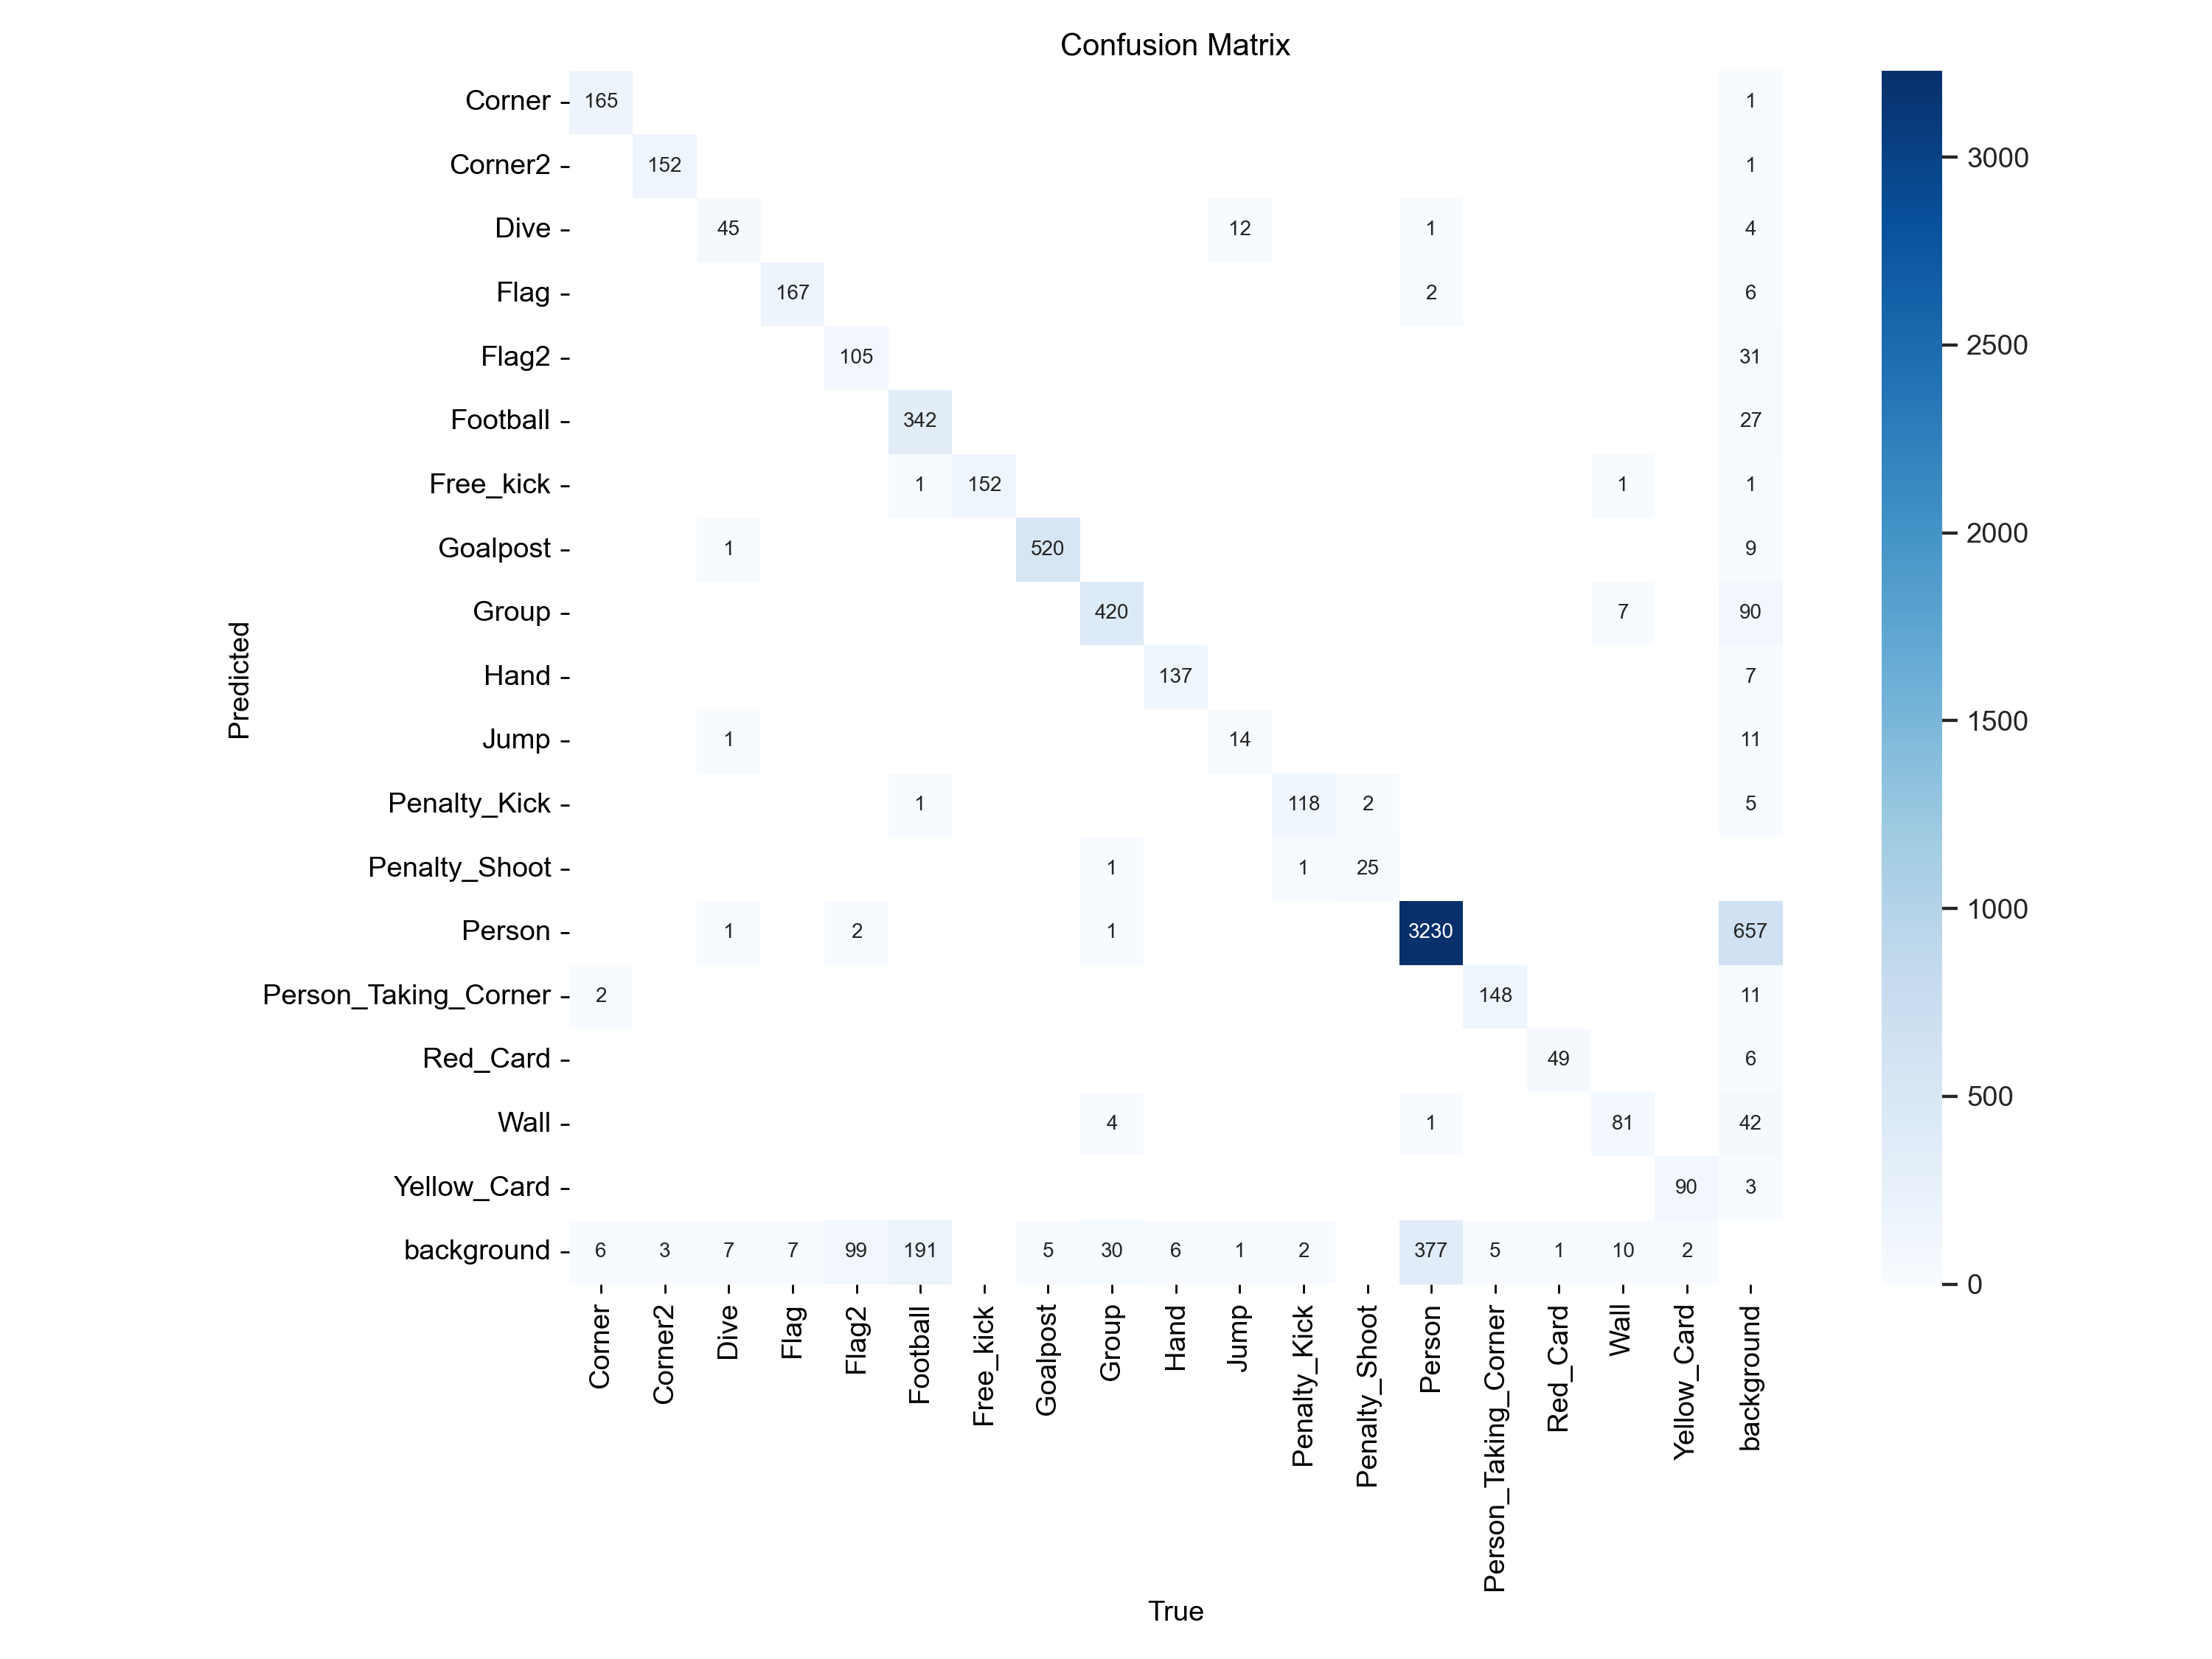 Confusion Matrix
Corner 165 1
Corner2 152 1
Dive 45 12 1 4
Flag 167 2 6
Flag2 105 31
Football 342 27
Free_kick 1 152 1 1
Goalpost 1 520 9
Group 420 7 90
Hand 137 7
Jump 1 14 11
Penalty_Kick 1 118 2 5
Penalty_Shoot 1 1 25
Person 1 2 1 3230 657
Person_Taking_Corner 2 148 11
Red_Card 49 6
Wall 4 1 81 42
Yellow_Card 90 3
background 6 3 7 7 99 191 5 30 6 1 2 377 5 1 10 2
Predicted
Corner
Corner2
Dive
Flag
Flag2
Football
Free_kick
Goalpost
Group
Hand
Jump
Penalty_Kick
Penalty_Shoot
Person
Person_Taking_Corner
Red_Card
Wall
Yellow_Card
background
True
3000
2500
2000
1500
1000
500
0